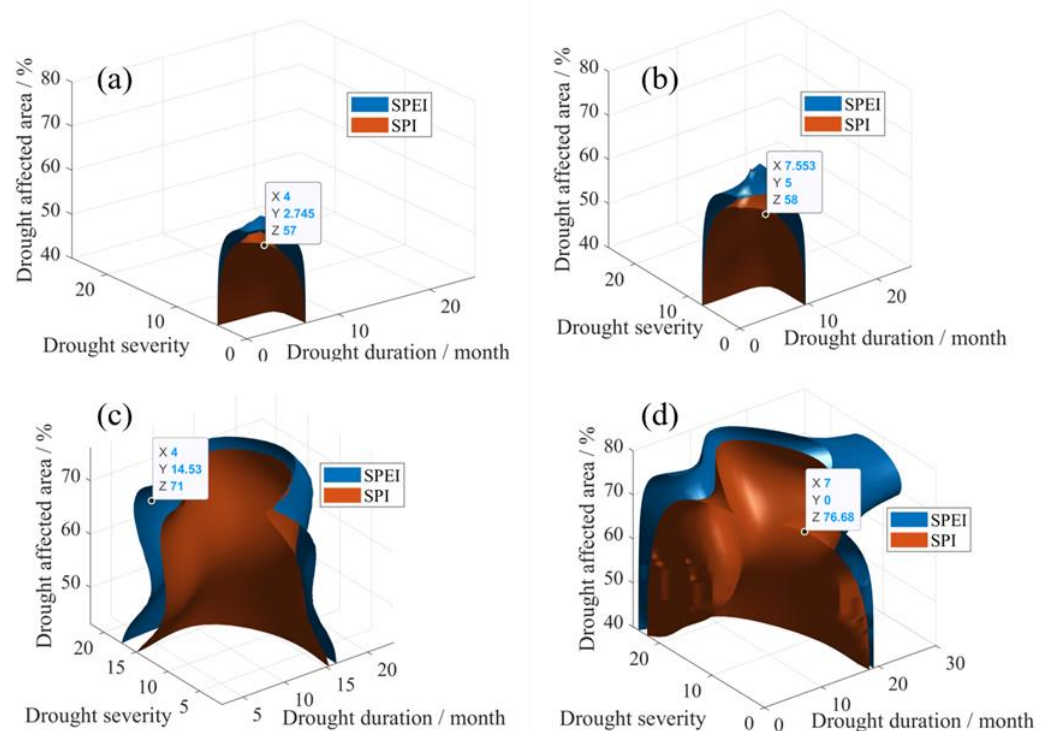 (a)
Drought affected area / %
80
70
60
50
40
SPEI
SPI
X 4
Y 2.745
Z 57
20
10
0
Drought severity
0
10
20
Drought duration / month
(b)
Drought affected area / %
80
70
60
50
40
SPEI
SPI
X 7.553
Y 5
Z 58
20
10
0
Drought severity
0
10
20
Drought duration / month
(c)
Drought affected area / %
70
60
50
X 4
Y 14.53
Z 71
SPEI
SPI
20
15
10
5
Drought severity
5
10
15
20
Drought duration / month
(d)
Drought affected area / %
80
70
60
50
40
X 7
Y 0
Z 76.68
SPEI
SPI
20
10
0
Drought severity
0
10
20
30
Drought duration / month